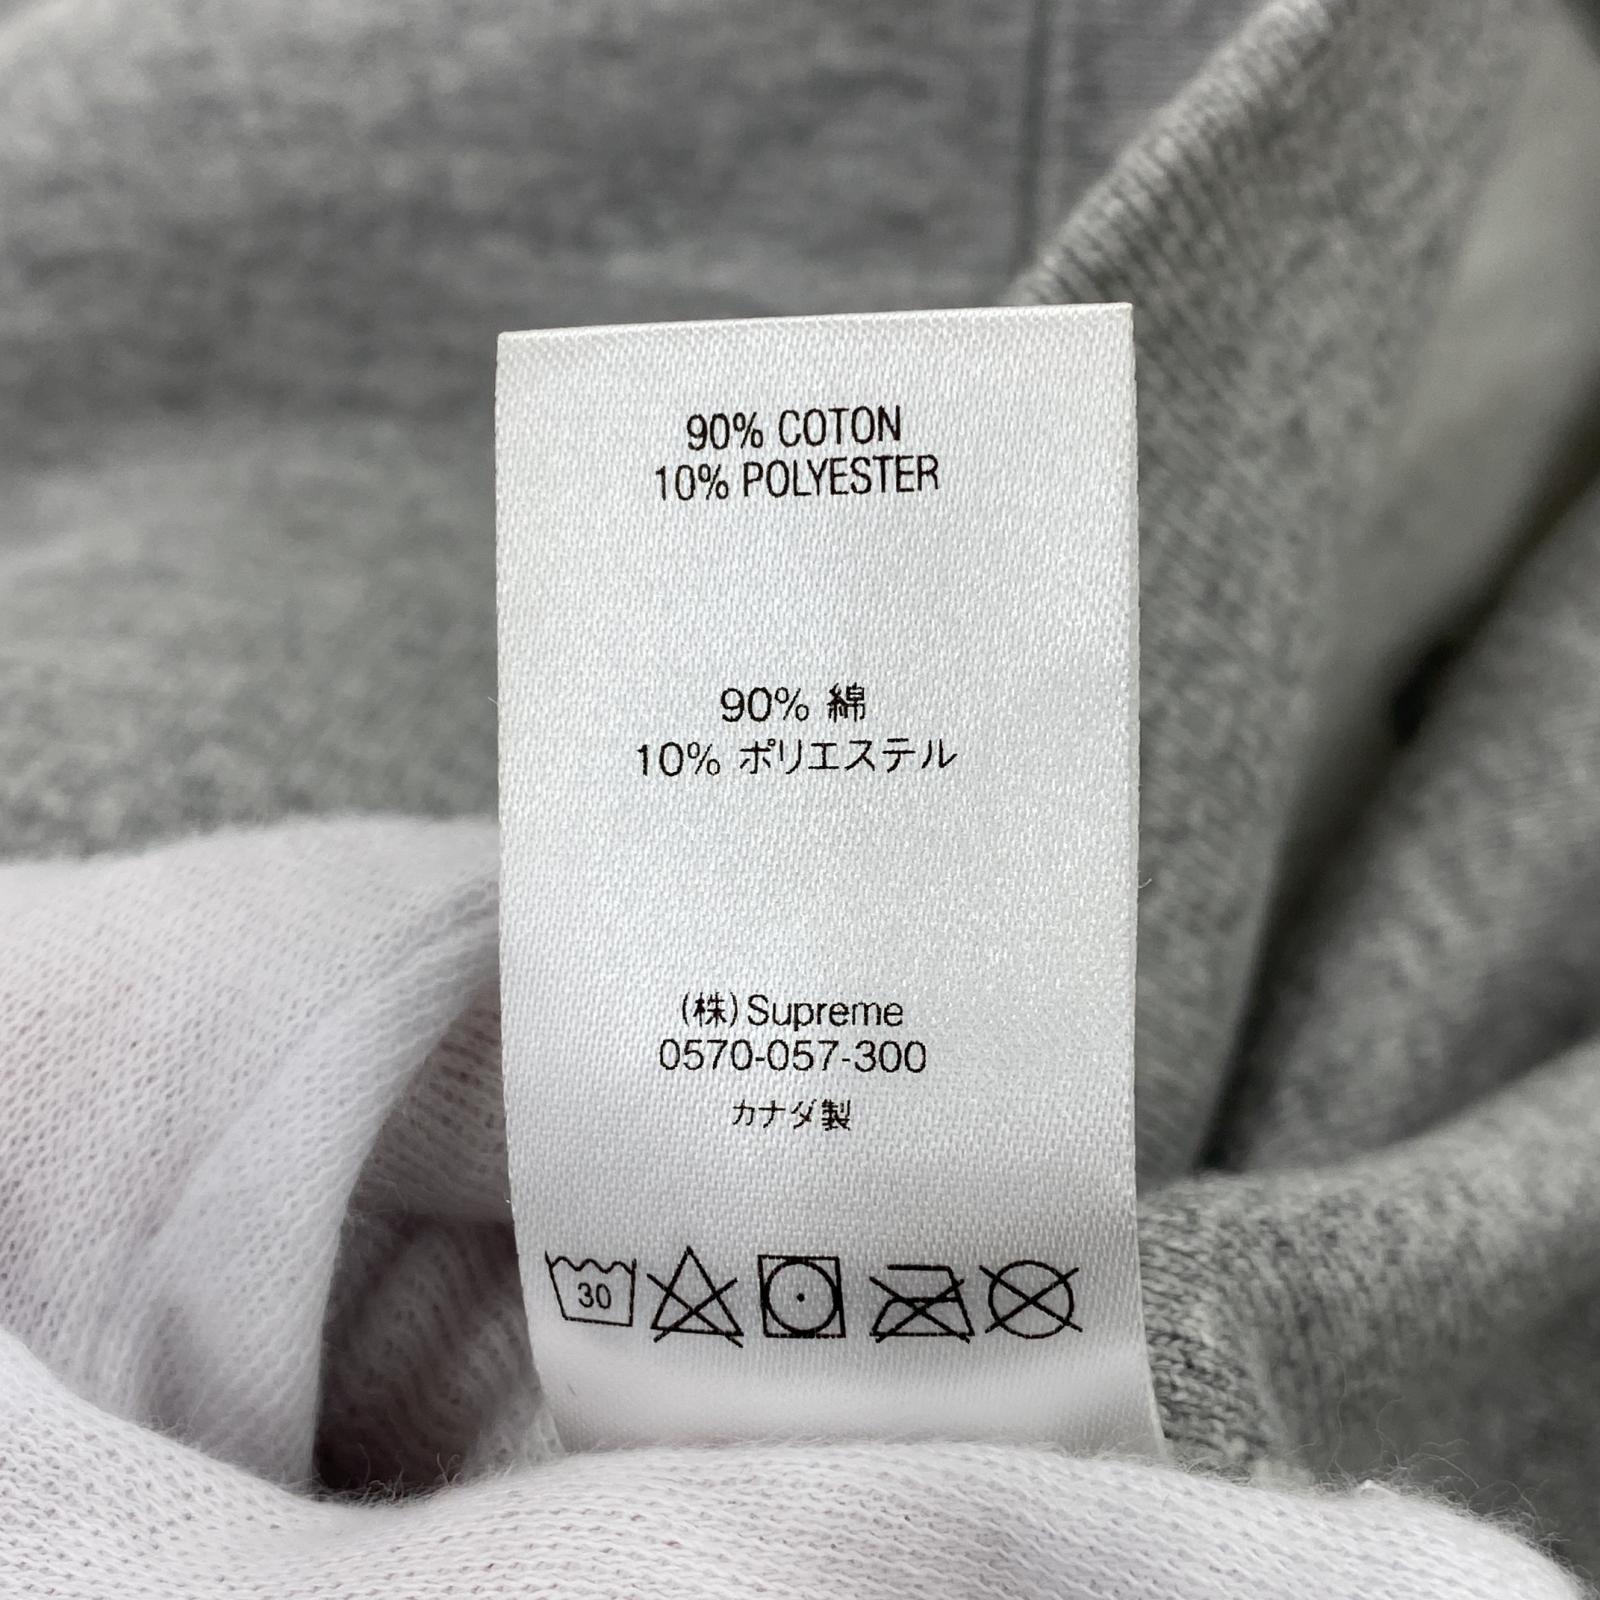 90% COTON
10% POLYESTER
90% 綿
10% ポリエステル
(株)Supreme
0570-057-300
カナダ製
30